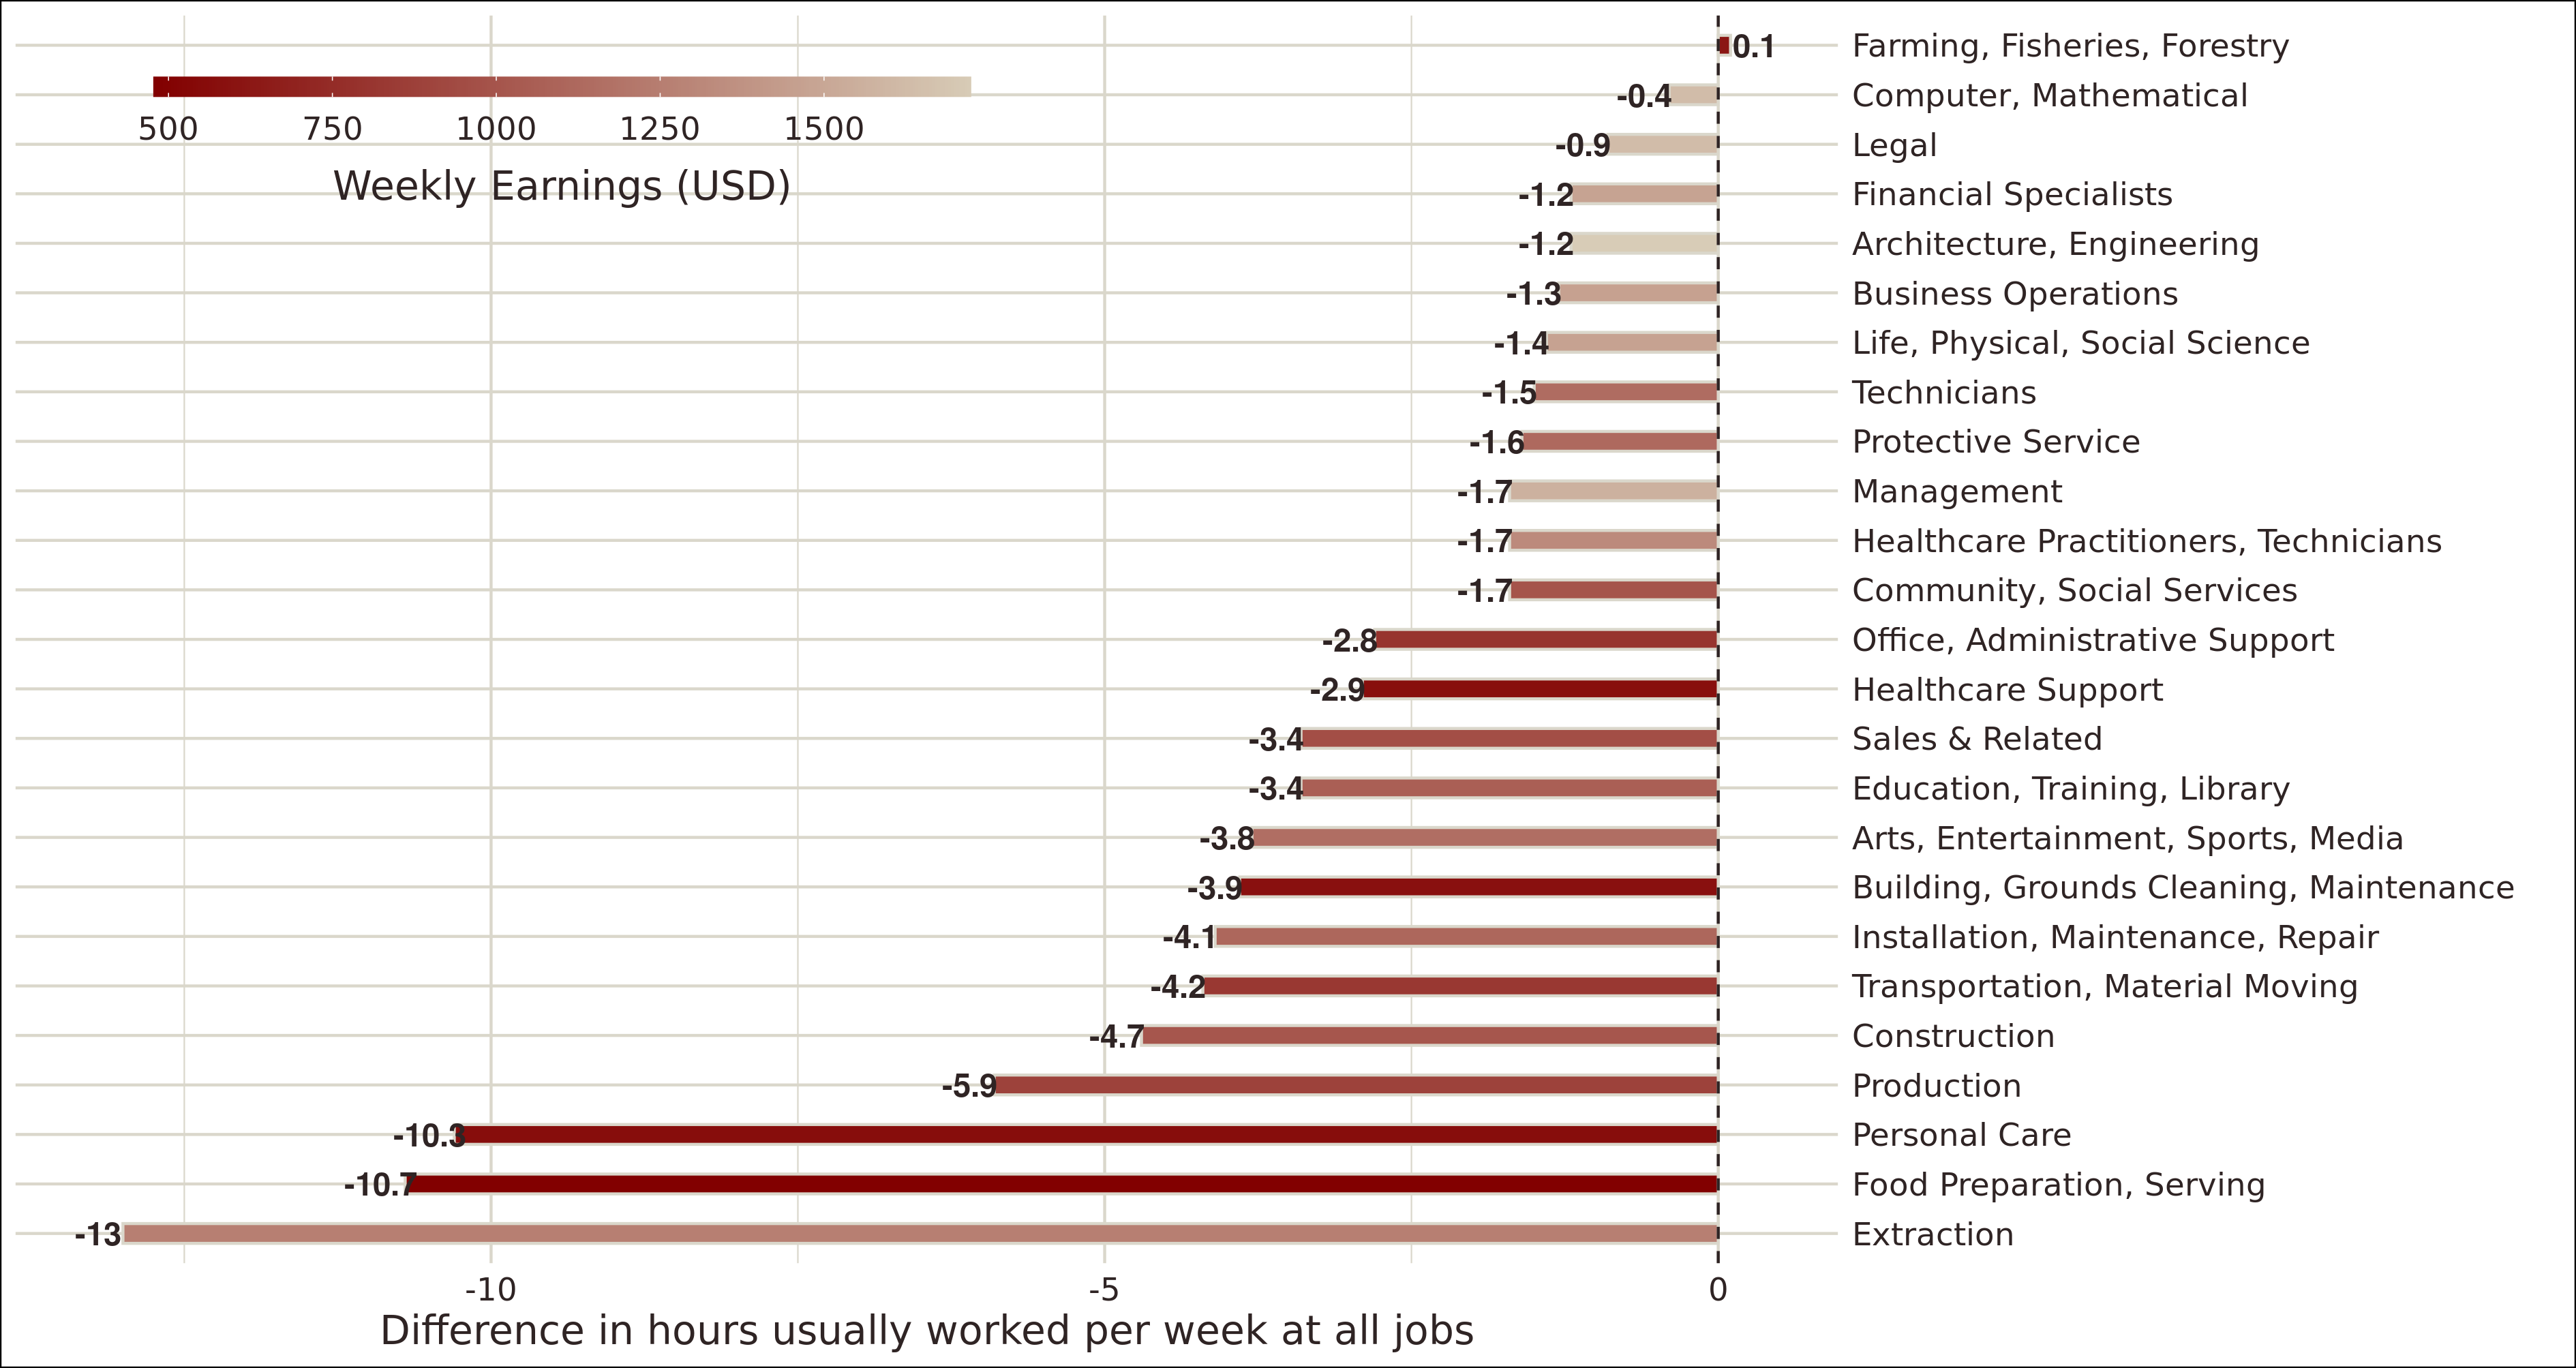 0.1 Farming, Fisheries, Forestry
-0.4 Computer, Mathematical
500 750 1000 1250 1500
-0.9 Legal
Weekly Earnings (USD)
-1.2 Financial Specialists
-1.2 Architecture, Engineering
-1.3 Business Operations
-1.4 Life, Physical, Social Science
-1.5 Technicians
-1.6 Protective Service
-1.7 Management
-1.7 Healthcare Practitioners, Technicians
-1.7 Community, Social Services
-2.8 Office, Administrative Support
-2.9 Healthcare Support
-3.4 Sales & Related
-3.4 Education, Training, Library
-3.8 Arts, Entertainment, Sports, Media
-3.9 Building, Grounds Cleaning, Maintenance
-4.1 Installation, Maintenance, Repair
-4.2 Transportation, Material Moving
-4.7 Construction
-5.9 Production
-10.3 Personal Care
-10.7 Food Preparation, Serving
-13 Extraction
-10 -5 0
Difference in hours usually worked per week at all jobs